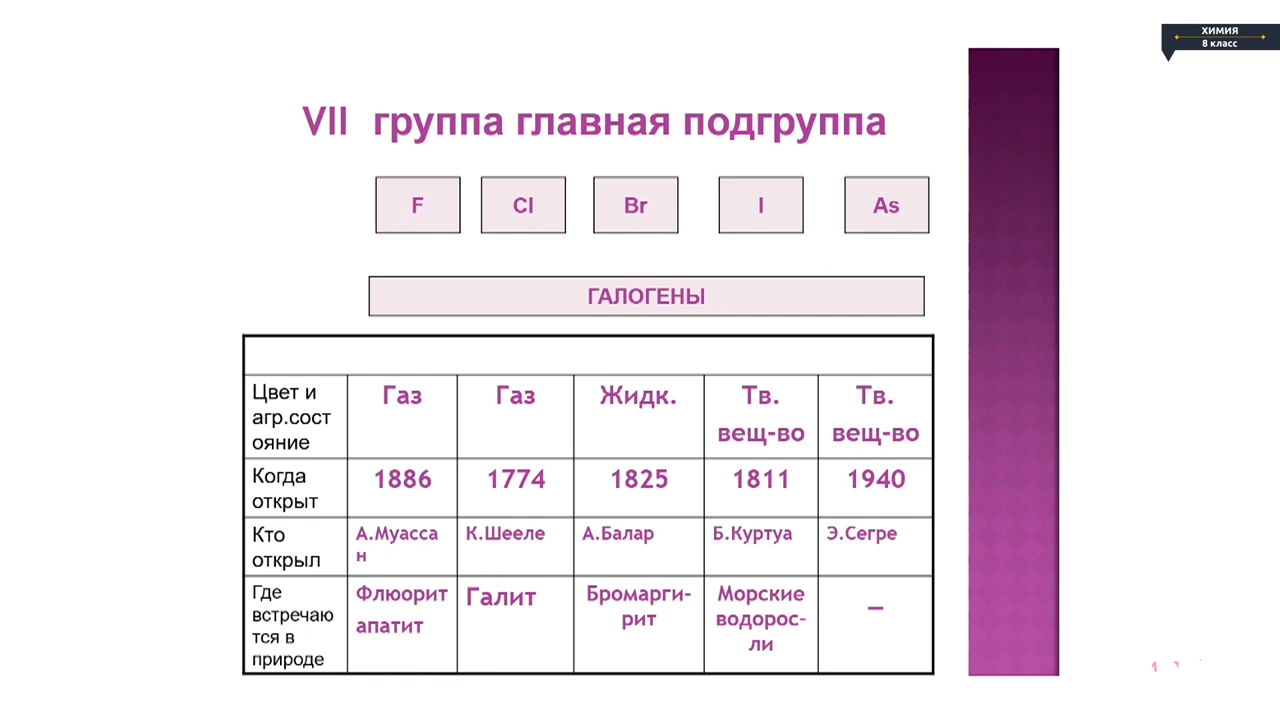 ХИМИЯ
8 класс
VII группа главная подгруппа
F Cl Br I As
ГАЛОГЕНЫ
Цвет и
агр.сост
ояние
Газ
Газ
Жидк.
Тв.
вещ-во
Тв.
вещ-во
Когда
открыт
1886
1774
1825
1811
1940
Кто
открыл
А.Муасса
н
К.Шееле
А.Балар
Б.Куртуа
Э.Сегре
Где
встречаю
тся в
природе
Флюорит
апатит
Галит
Бромарги-
рит
Морские
водорос-
ли
–